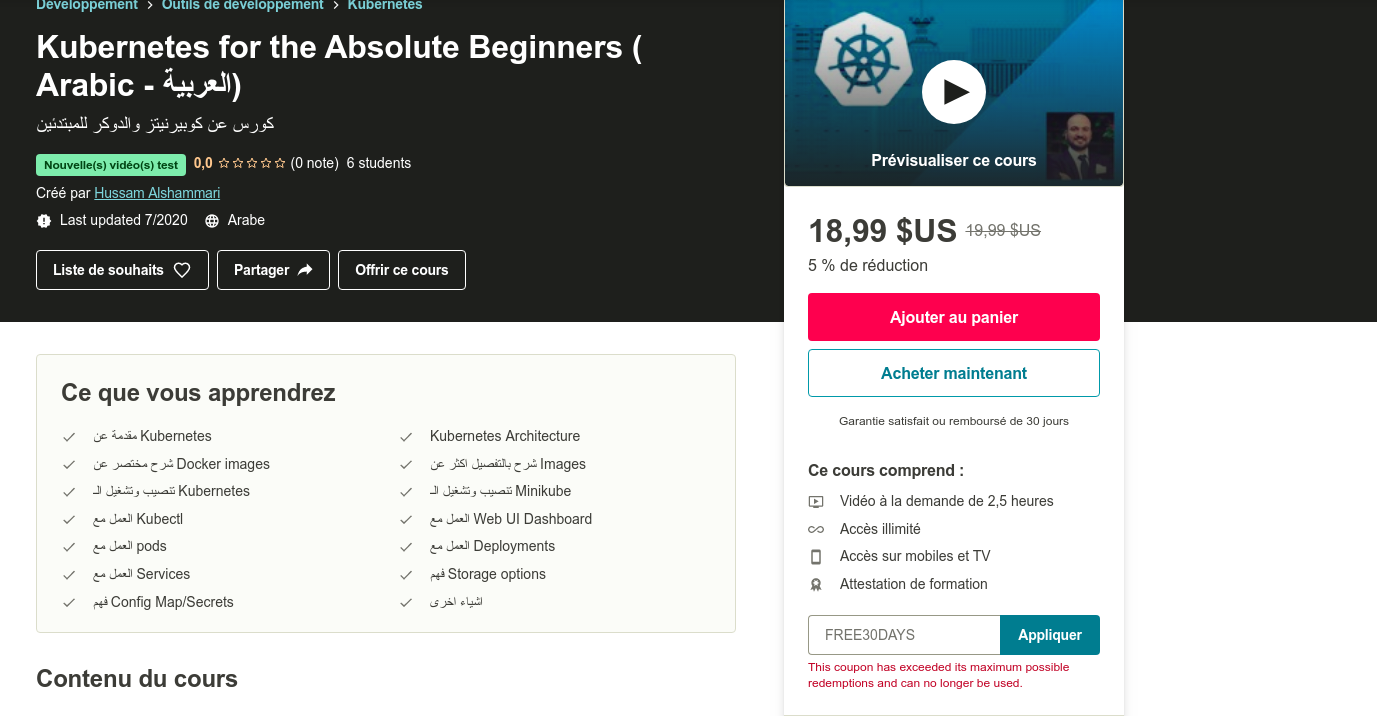 Développement > Outils de développement > Kubernetes
Kubernetes for the Absolute Beginners (
Arabic - العربية)
كورس عن كوبيرنيتز والدوكر للمبتدئين
Nouvelle(s) vidéo(s) test 0,0 (0 note) 6 students
Créé par Hussam Alshammari
Last updated 7/2020 Arabe
Liste de souhaits Partager Offrir ce cours
Prévisualiser ce cours
18,99 $US 19,99 $US
5 % de réduction
Ajouter au panier
Acheter maintenant
Garantie satisfait ou remboursé de 30 jours
Ce cours comprend :
Vidéo à la demande de 2,5 heures
Accès illimité
Accès sur mobiles et TV
Attestation de formation
FREE30DAYS Appliquer
This coupon has exceeded its maximum possible
redemptions and can no longer be used.
Ce que vous apprendrez
مقدمة عن Kubernetes
Kubernetes Architecture
شرح مختصر عن Docker images
شرح بالتفصيل اكثر عن Images
تنصيب وتشغيل الـ Kubernetes
تنصيب وتشغيل الـ Minikube
العمل مع Kubectl
العمل مع Web UI Dashboard
العمل مع pods
العمل مع Deployments
العمل مع Services
فهم Storage options
فهم Config Map/Secrets
اشياء اخرى
Contenu du cours